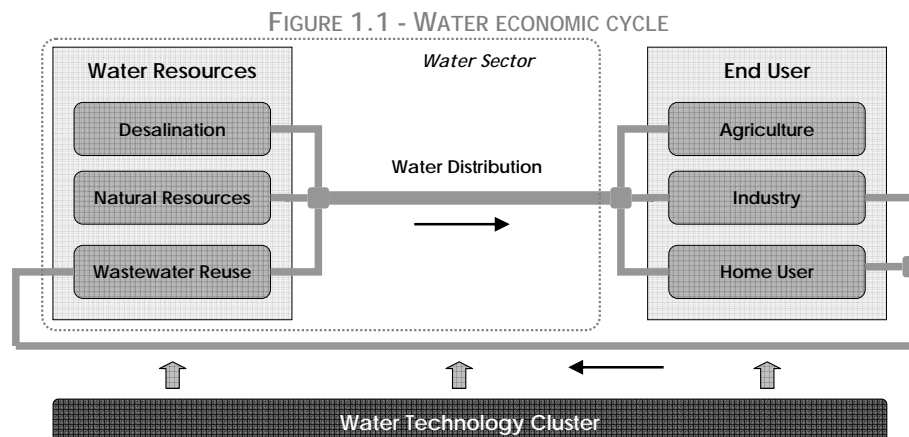 FIGURE 1.1 - WATER ECONOMIC CYCLE
Water Resources
Water Sector
End User
Desalination
Agriculture
Water Distribution
Natural Resources
Industry
Wastewater Reuse
Home User
Water Technology Cluster